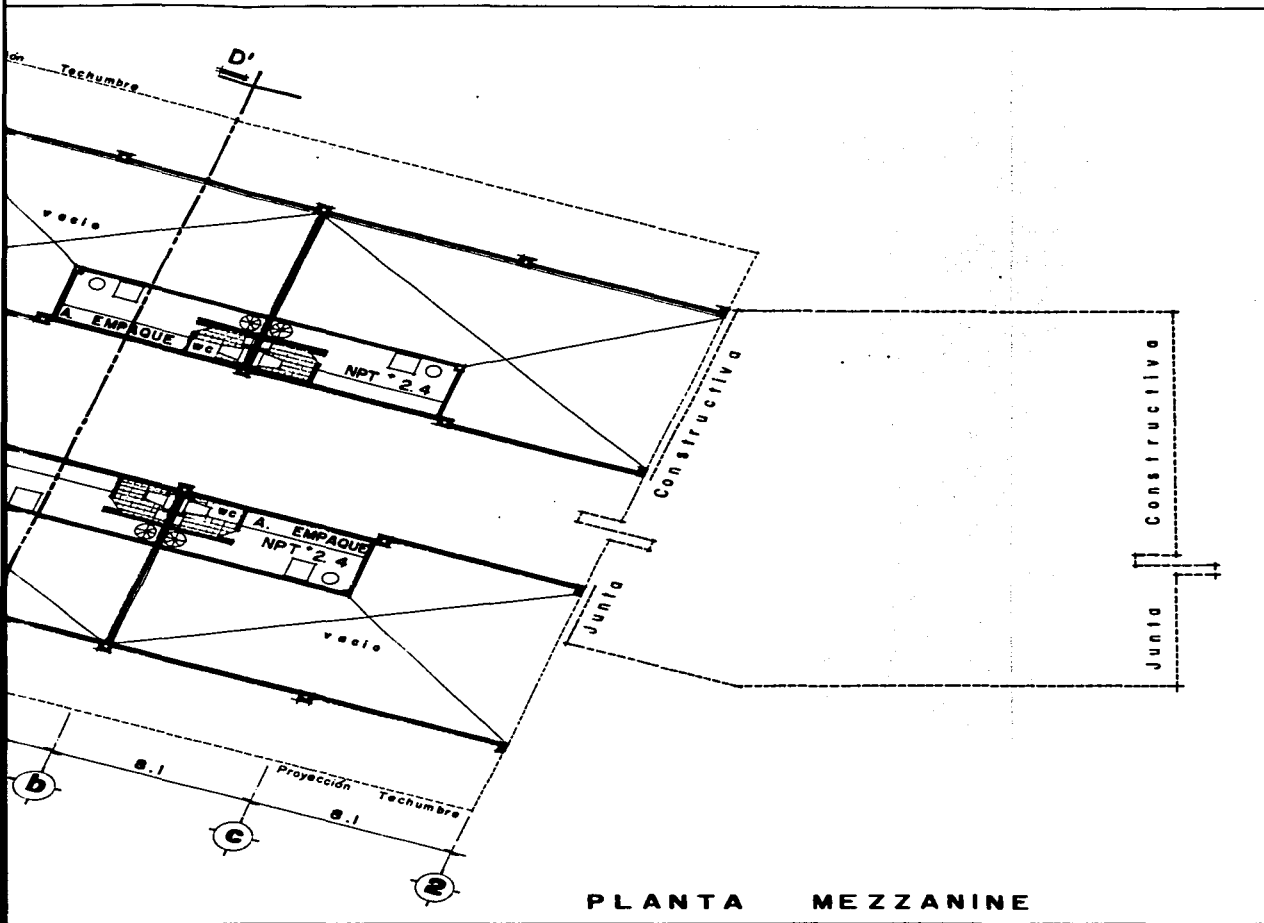 D'
ión Techumbre
vacio
A. EMPAQUE
wc
NPT +2.4
Constructiva
Junta
Constructiva
Junta
wc
A. EMPAQUE
NPT +2.4
vacio
8.1
Proyección Techumbre
8.1
b
c
2
PLANTA MEZZANINE